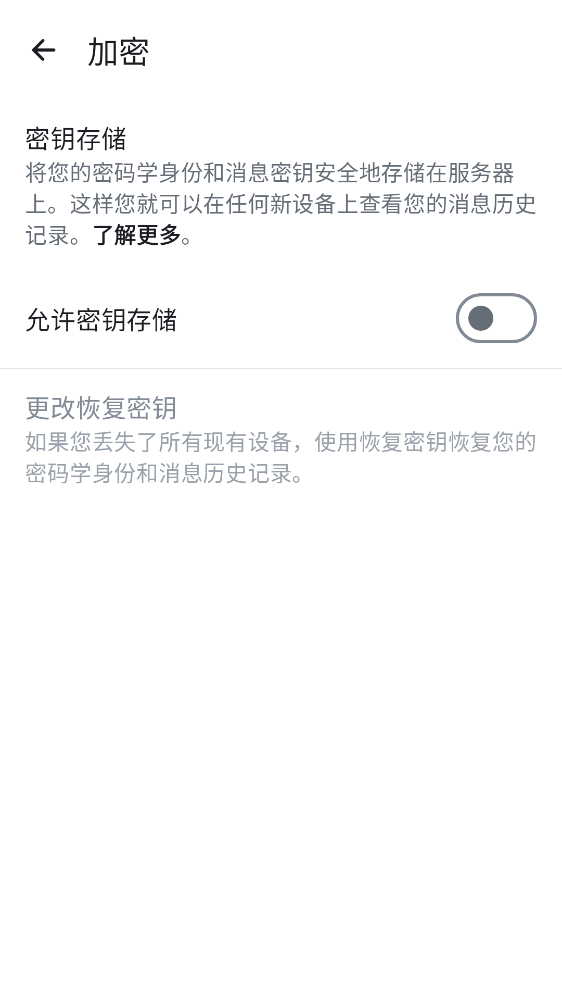 加密
密钥存储
将您的密码学身份和消息密钥安全地存储在服务器
上。这样您就可以在任何新设备上查看您的消息历史
记录。了解更多。
允许密钥存储
更改恢复密钥
如果您丢失了所有现有设备，使用恢复密钥恢复您的
密码学身份和消息历史记录。